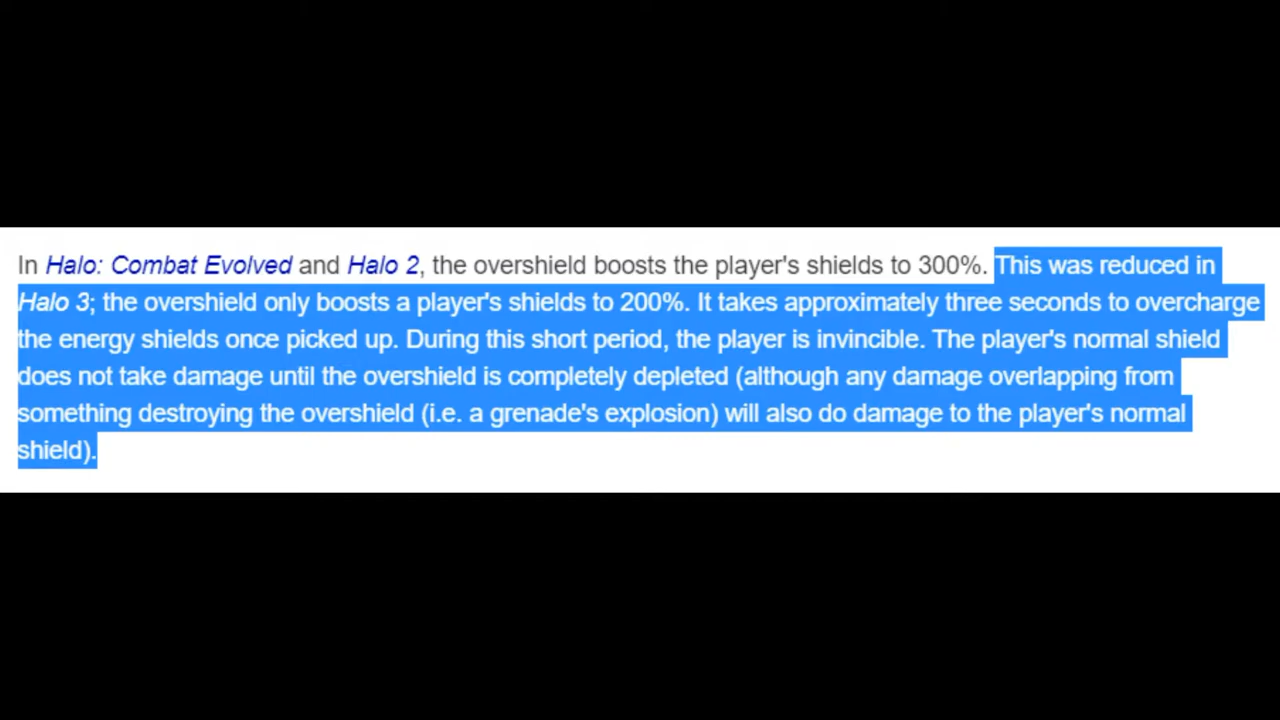 In Halo: Combat Evolved and Halo 2, the overshield boosts the player's shields to 300%. This was reduced in
Halo 3; the overshield only boosts a player's shields to 200%. It takes approximately three seconds to overcharge
the energy shields once picked up. During this short period, the player is invincible. The player's normal shield
does not take damage until the overshield is completely depleted (although any damage overlapping from
something destroying the overshield (i.e. a grenade's explosion) will also do damage to the player's normal
shield).